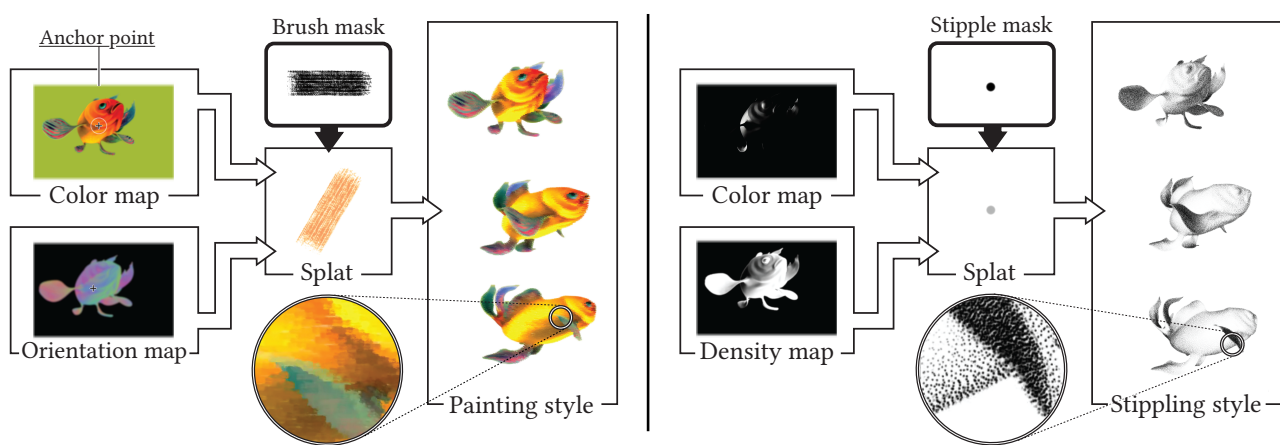 Brush mask
Anchor point
Color map
Orientation map
Splat
Painting style
Stipple mask
Color map
Density map
Splat
Stippling style